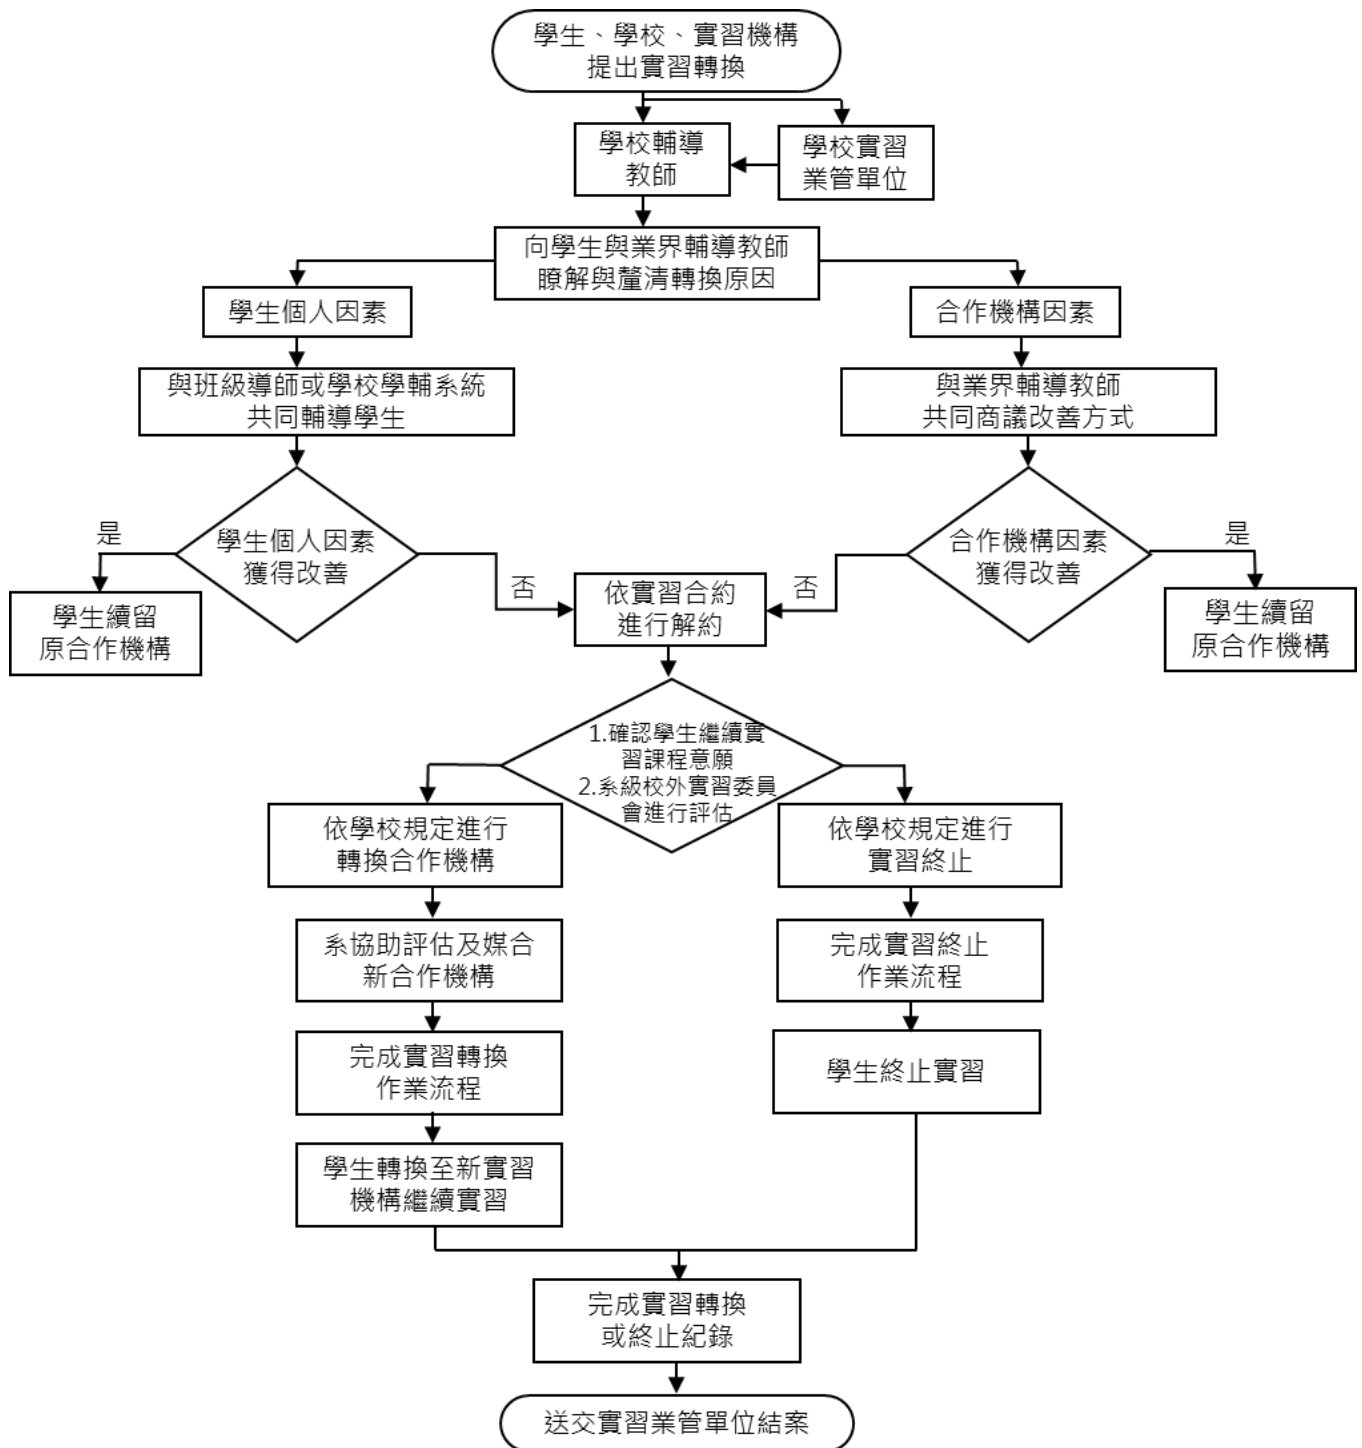 學生、學校、實習機構
提出實習轉換
學校輔導
教師
學校實習
業管單位
向學生與業界輔導教師
瞭解與釐清轉換原因
學生個人因素
合作機構因素
與班級導師或學校學輔系統
共同輔導學生
與業界輔導教師
共同商議改善方式
學生個人因素
獲得改善
合作機構因素
獲得改善
是
否
否
是
學生續留
原合作機構
依實習合約
進行解約
學生續留
原合作機構
1.確認學生繼續實
習課程意願
2.系級校外實習委員
會進行評估
依學校規定進行
轉換合作機構
依學校規定進行
實習終止
系協助評估及媒合
新合作機構
完成實習終止
作業流程
完成實習轉換
作業流程
學生終止實習
學生轉換至新實習
機構繼續實習
完成實習轉換
或終止紀錄
送交實習業管單位結案